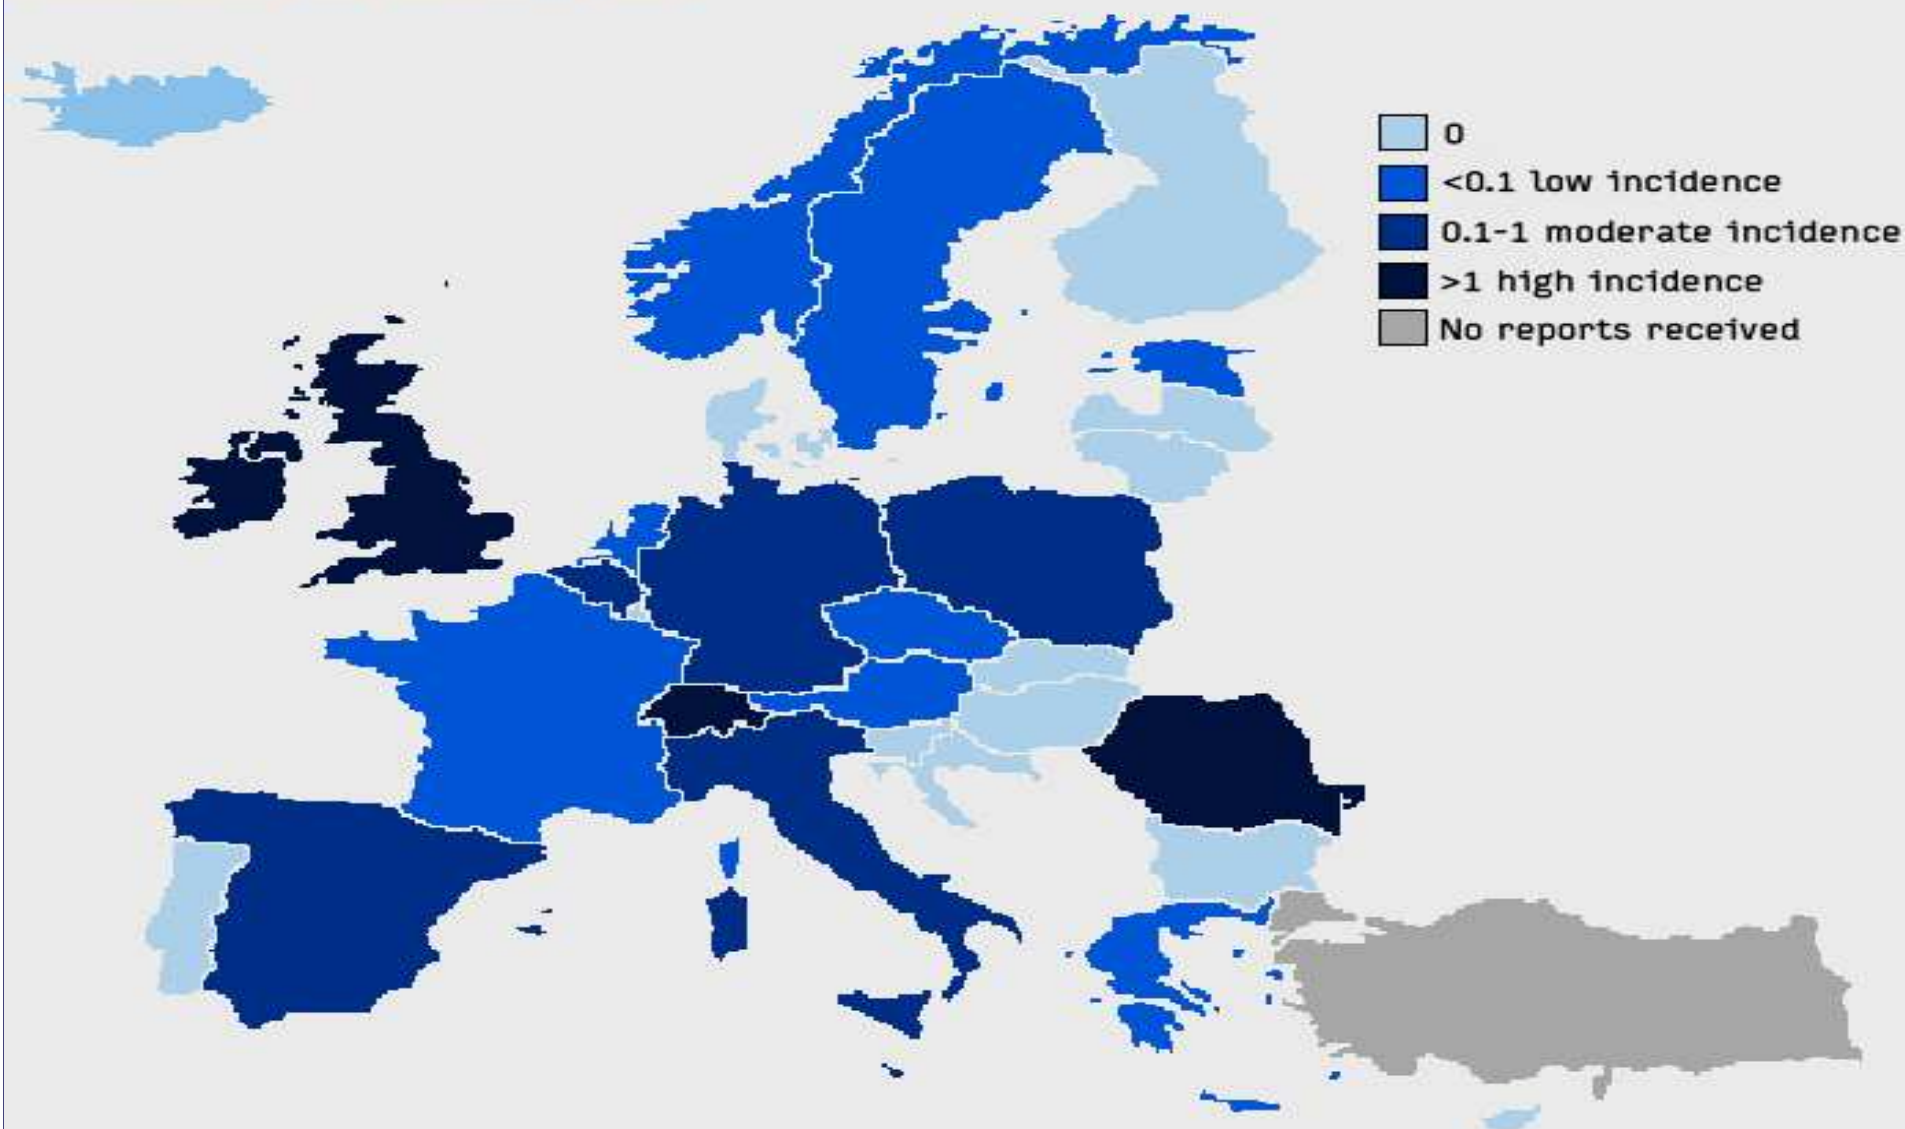 0
<0.1 low incidence
0.1-1 moderate incidence
>1 high incidence
No reports received